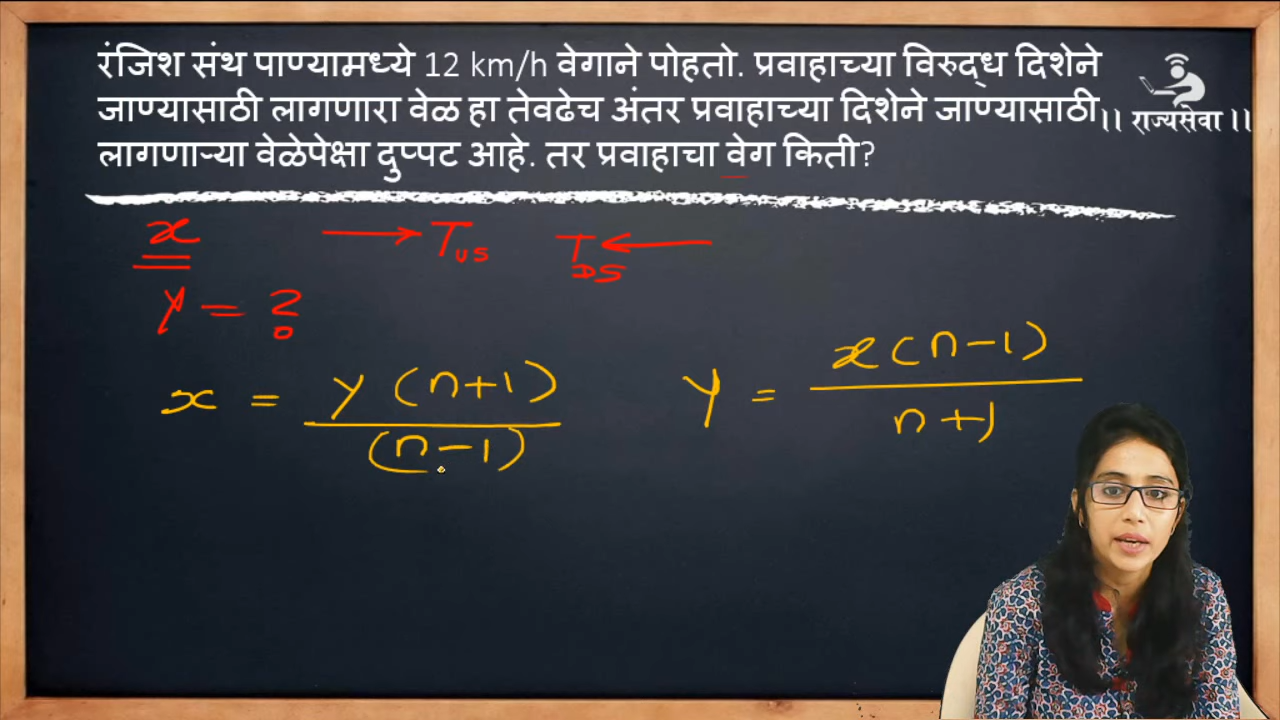 रंजिश संथ पाण्यामध्ये 12 km/h वेगाने पोहतो. प्रवाहाच्या विरुद्ध दिशेने
जाण्यासाठी लागणारा वेळ हा तेवढेच अंतर प्रवाहाच्या दिशेने जाण्यासाठी
लागणाऱ्या वेळेपेक्षा दुप्पट आहे. तर प्रवाहाचा वेग किती?
।। राज्यसेवा ।।
x → T_US T_DS ←
y = ?
x = y (n+1) / (n-1)
y = x (n-1) / n+1